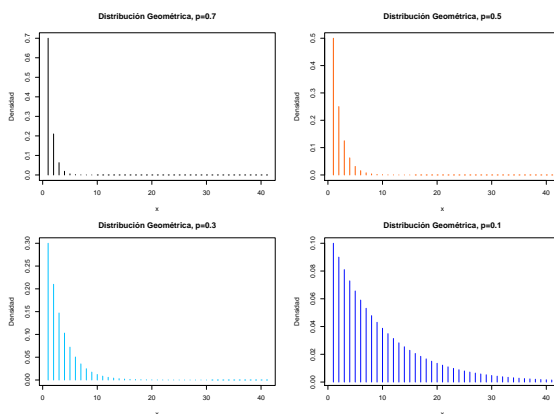 Distribución Geométrica, p=0.7
Densidad
0.0 0.1 0.2 0.3 0.4 0.5 0.6 0.7
0 10 20 30 40
x
Distribución Geométrica, p=0.5
Densidad
0.0 0.1 0.2 0.3 0.4 0.5
0 10 20 30 40
x
Distribución Geométrica, p=0.3
Densidad
0.00 0.05 0.10 0.15 0.20 0.25 0.30
0 10 20 30 40
x
Distribución Geométrica, p=0.1
Densidad
0.00 0.02 0.04 0.06 0.08 0.10
0 10 20 30 40
x